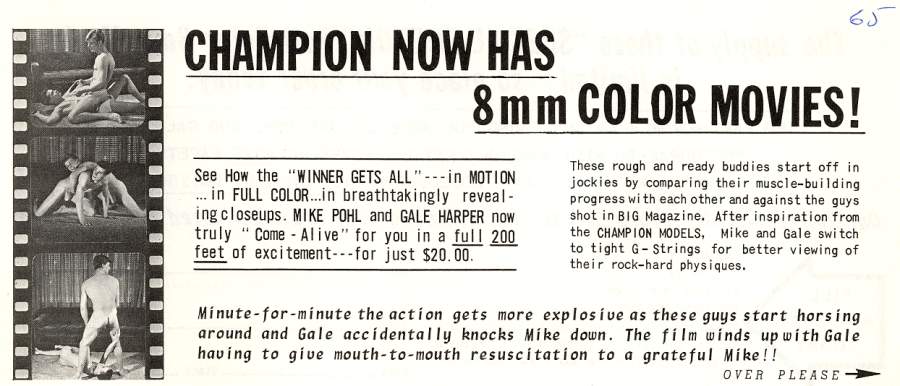 65
CHAMPION NOW HAS
8mm COLOR MOVIES!
See How the "WINNER GETS ALL"---in MOTION
...in FULL COLOR...in breathtakingly reveal-
ing closeups. MIKE POHL and GALE HARPER now
truly "Come-Alive" for you in a full 200
feet of excitement---for just $20.00.
These rough and ready buddies start off in
jockies by comparing their muscle-building
progress with each other and against the guys
shot in BIG Magazine. After inspiration from
the CHAMPION MODELS, Mike and Gale switch
to tight G-Strings for better viewing of
their rock-hard physiques.
Minute-for-minute the action gets more explosive as these guys start horsing
around and Gale accidentally knocks Mike down. The film winds up with Gale
having to give mouth-to-mouth resuscitation to a grateful Mike!!
OVER PLEASE